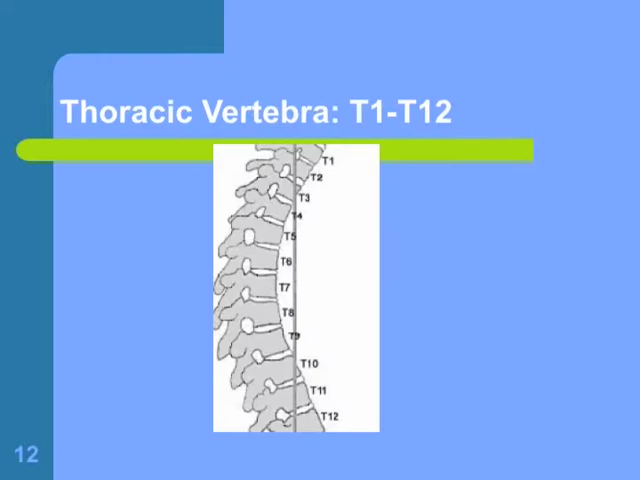 Thoracic Vertebra: T1-T12
T1
T2
T3
T4
T5
T6
T7
T8
T9
T10
T11
T12
12